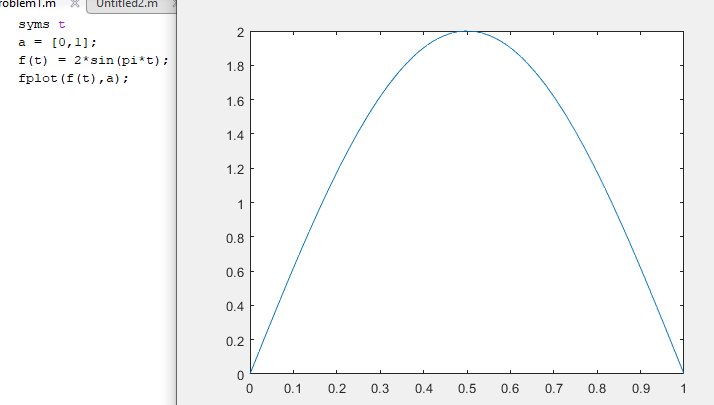 roblem1.m Untitled2.m
syms t
a = [0,1];
f(t) = 2*sin(pi*t);
fplot(f(t),a);
2
1.8
1.6
1.4
1.2
1
0.8
0.6
0.4
0.2
0
0 0.1 0.2 0.3 0.4 0.5 0.6 0.7 0.8 0.9 1